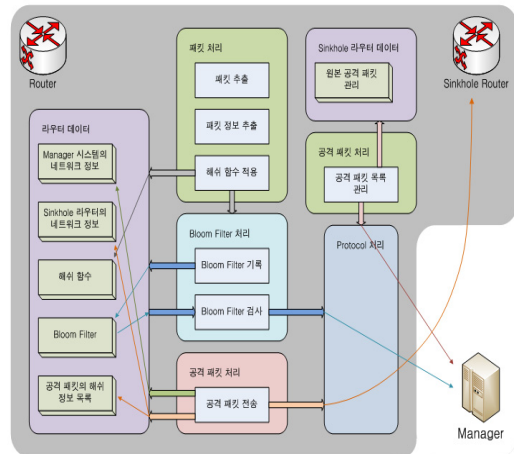 Router
패킷 처리
패킷 추출
패킷 정보 추출
해쉬 함수 적용
Sinkhole 라우터 데이터
원본 공격 패킷
관리
Sinkhole Router
라우터 데이터
Manager 시스템의
네트워크 정보
Sinkhole 라우터의
네트워크 정보
해쉬 함수
Bloom Filter
공격 패킷의 해쉬
정보 목록
공격 패킷 처리
공격 패킷 목록
관리
Bloom Filter 처리
Bloom Filter 기록
Bloom Filter 검사
Protocol 처리
공격 패킷 처리
공격 패킷 전송
Manager